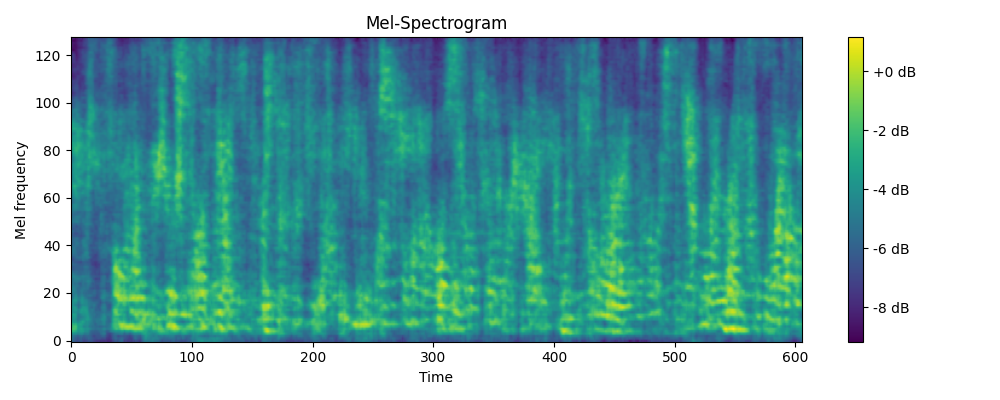 Mel-Spectrogram
120
100
80
60
40
20
0
Mel frequency
0 100 200 300 400 500 600
Time
+0 dB
-2 dB
-4 dB
-6 dB
-8 dB